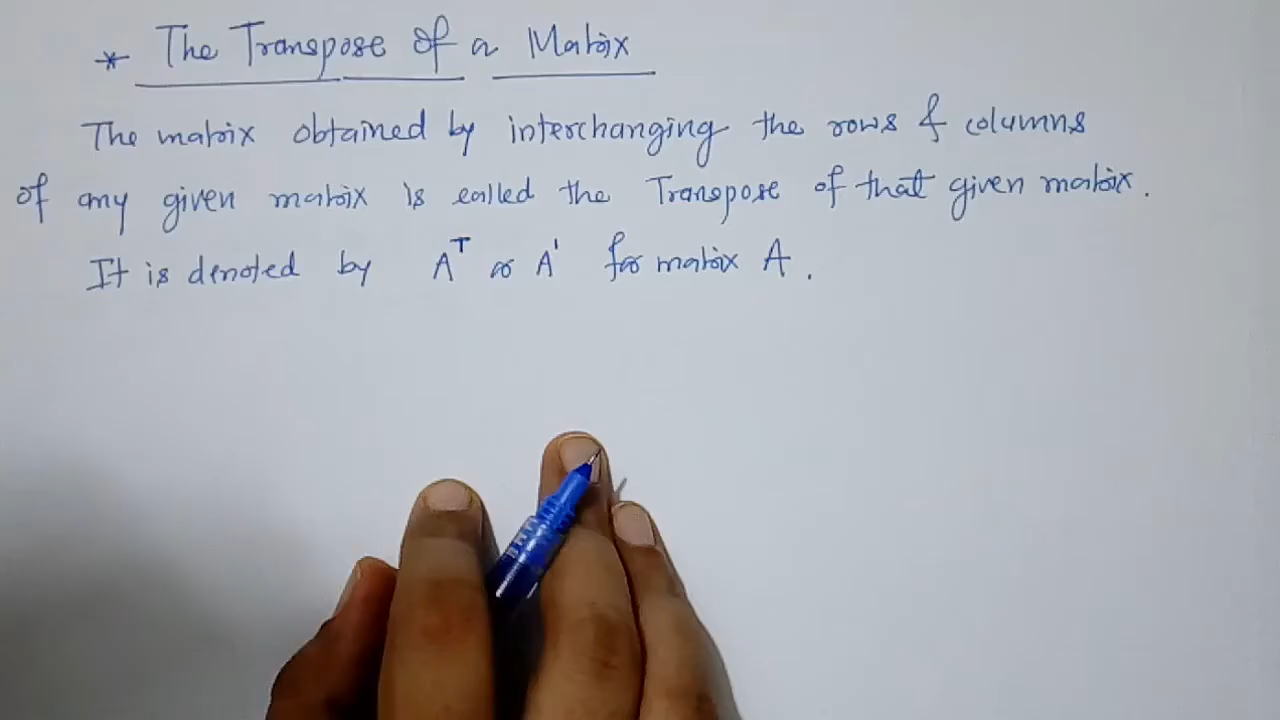 * The Transpose of a Matrix
The matrix obtained by interchanging the rows & columns
of any given matrix is called the Transpose of that given matrix.
It is denoted by Aᵀ or A' for matrix A.